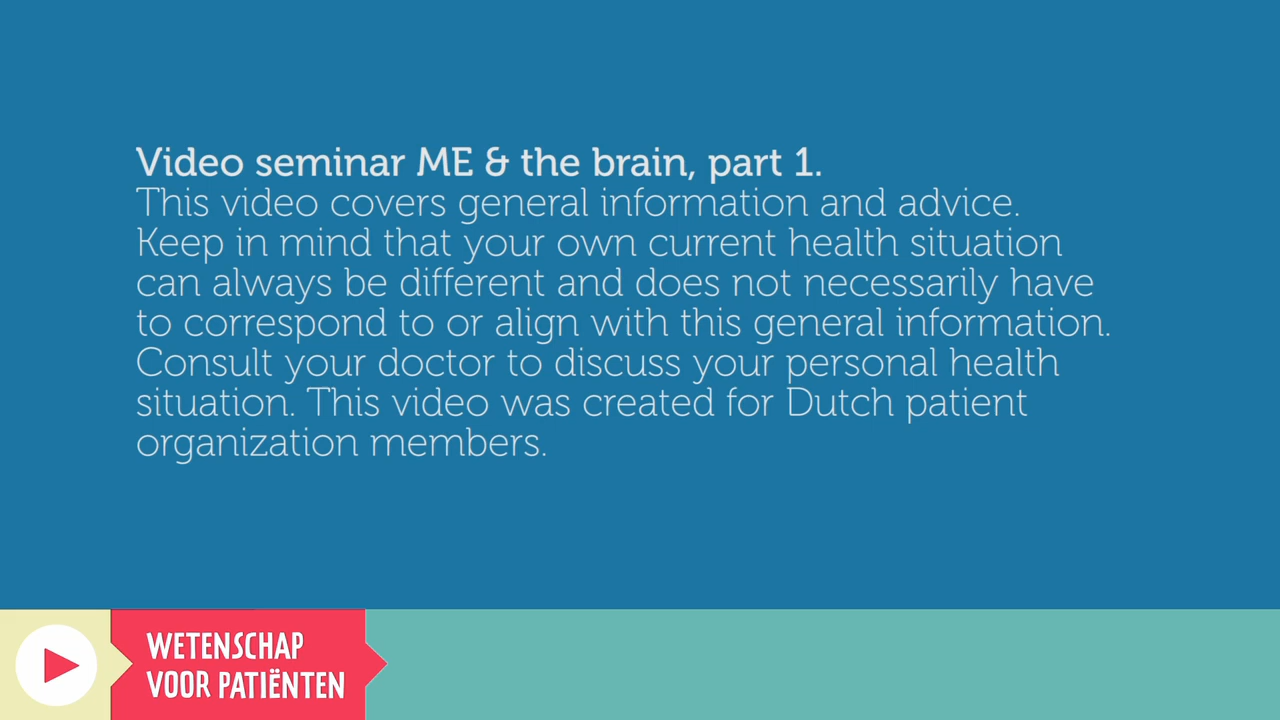 Video seminar ME & the brain, part 1.
This video covers general information and advice.
Keep in mind that your own current health situation
can always be different and does not necessarily have
to correspond to or align with this general information.
Consult your doctor to discuss your personal health
situation. This video was created for Dutch patient
organization members.
WETENSCHAP
VOOR PATIËNTEN